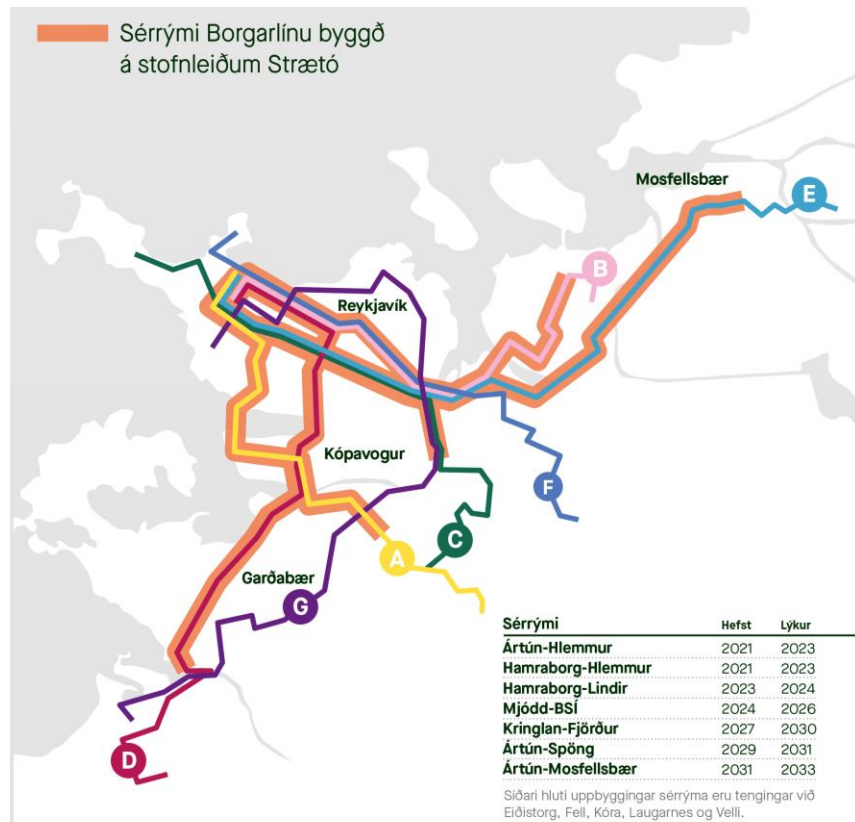 Sérrými Borgarlínu byggð
á stofnleiðum Strætó
Mosfellsbær
E
B
Reykjavík
Kópavogur
F
C
A
Garðabær
G
D
Sérrými Hefst Lýkur
Ártún-Hlemmur 2021 2023
Hamraborg-Hlemmur 2021 2023
Hamraborg-Lindir 2023 2024
Mjódd-BSÍ 2024 2026
Kringlan-Fjörður 2027 2030
Ártún-Spöng 2029 2031
Ártún-Mosfellsbær 2031 2033
Síðari hluti uppbyggingar sérrýma eru tengingar við
Eiðistorg, Fell, Kóra, Laugarnes og Velli.